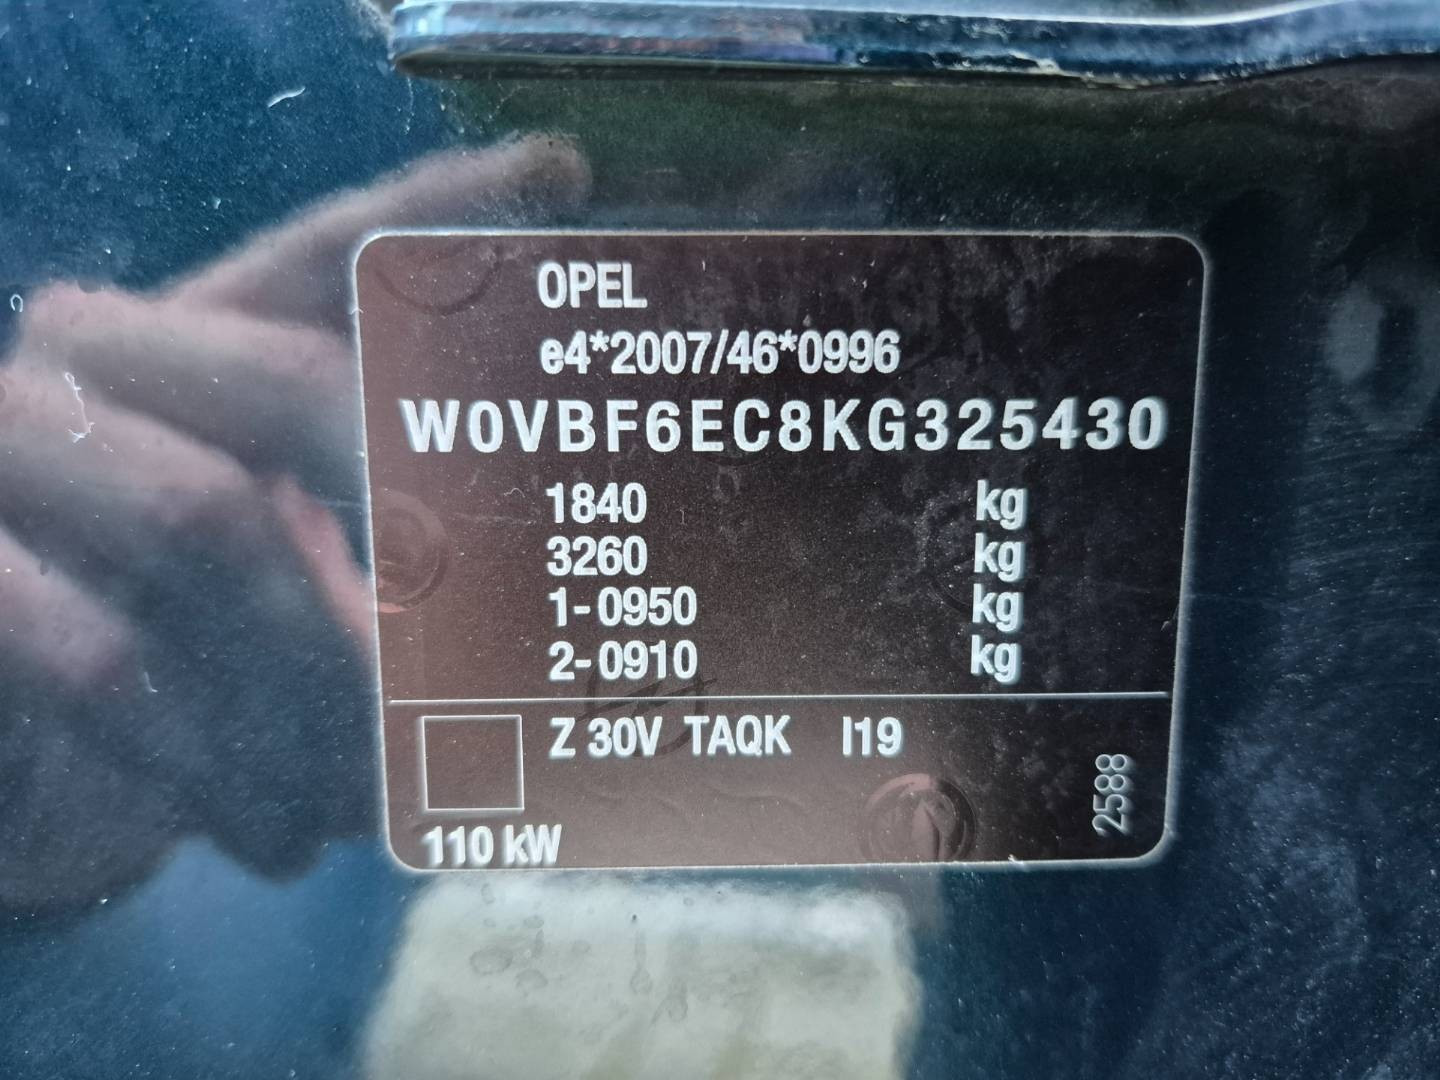 OPEL
e4*2007/46*0996
W0VBF6EC8KG325430
1840 kg
3260 kg
1-0950 kg
2-0910 kg
Z 30V TAQK I19
2588
110 kW